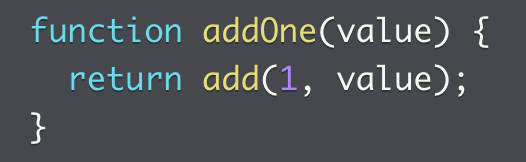 function addOne(value) {
  return add(1, value);
}